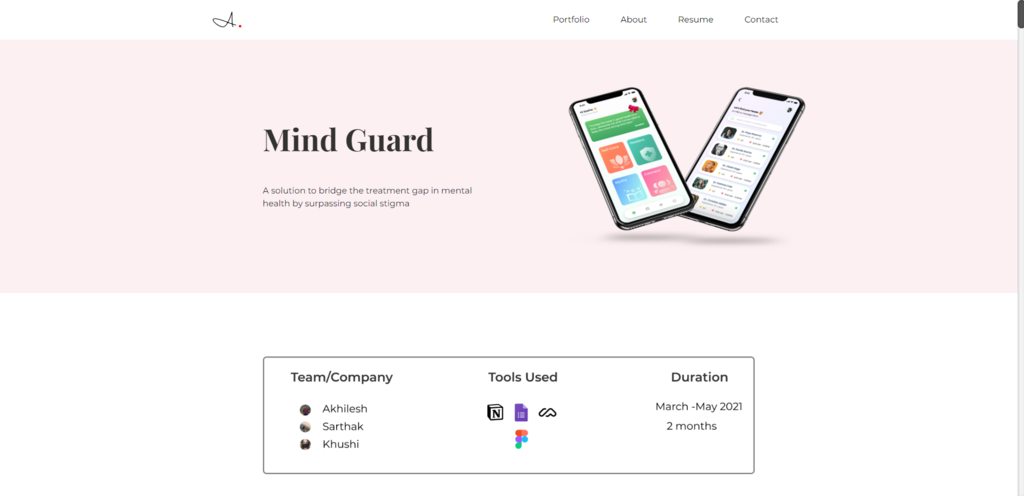 A.
Portfolio
About
Resume
Contact
Mind Guard
A solution to bridge the treatment gap in mental
health by surpassing social stigma
Team/Company
Akhilesh
Sarthak
Khushi
Tools Used
Duration
March -May 2021
2 months